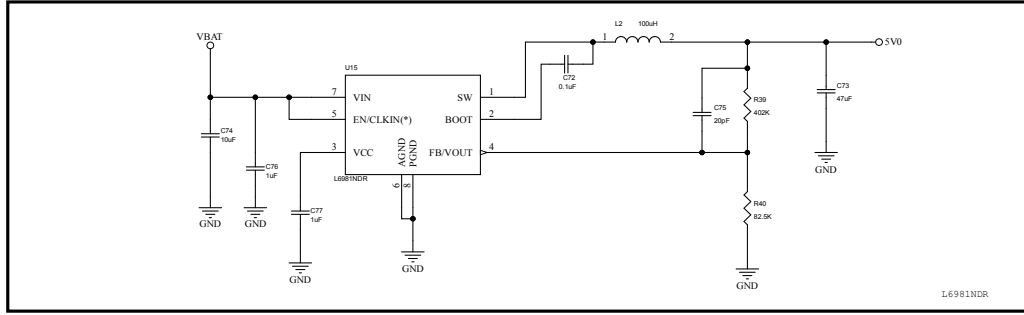 VBAT
L2 100uH
1 2
5V0
C72
0.1uF
U15
7 VIN SW 1
5 EN/CLKIN(*) BOOT 2
3 VCC AGND PGND FB/VOUT 4
6 8
L6981NDR
C74
10uF
C76
1uF
C77
1uF
C75
20pF
R39
402K
C73
47uF
R40
82.5K
GND
GND
GND
GND
GND
GND
L6981NDR